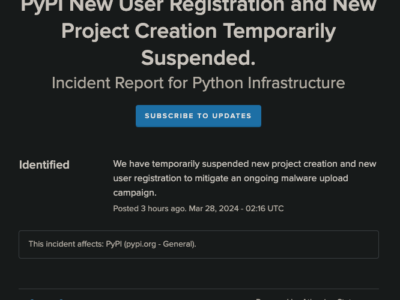 PyPI New User Registration and New
Project Creation Temporarily
Suspended.
Incident Report for Python Infrastructure
SUBSCRIBE TO UPDATES
Identified
We have temporarily suspended new project creation and new
user registration to mitigate an ongoing malware upload
campaign.
Posted 3 hours ago. Mar 28, 2024 - 02:16 UTC
This incident affects: PyPI (pypi.org - General).